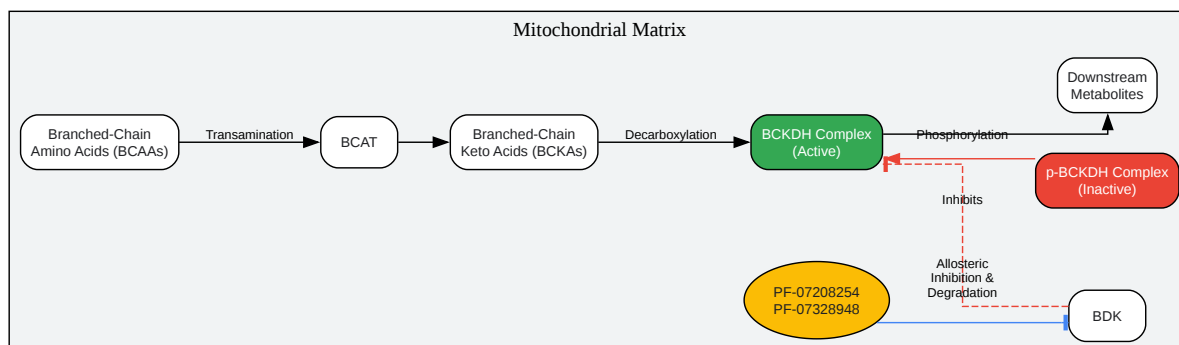 Mitochondrial Matrix
Downstream
Metabolites
Branched-Chain
Amino Acids (BCAAs)
Transamination
BCAT
Branched-Chain
Keto Acids (BCKAs)
Decarboxylation
BCKDH Complex
(Active)
Phosphorylation
p-BCKDH Complex
(Inactive)
Inhibits
Allosteric
Inhibition &
Degradation
PF-07208254
PF-07328948
BDK